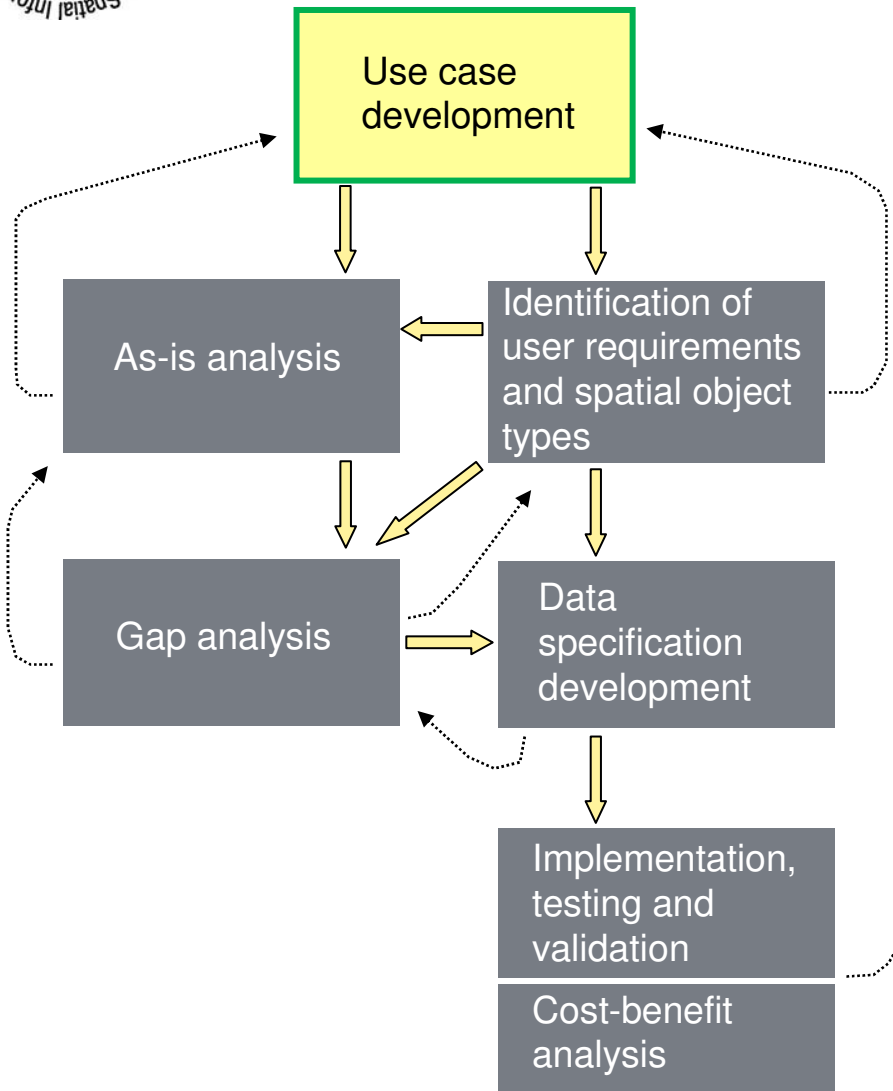 Spatial
Use case
development
As-is analysis
Identification of
user requirements
and spatial object
types
Gap analysis
Data
specification
development
Implementation,
testing and
validation
Cost-benefit
analysis